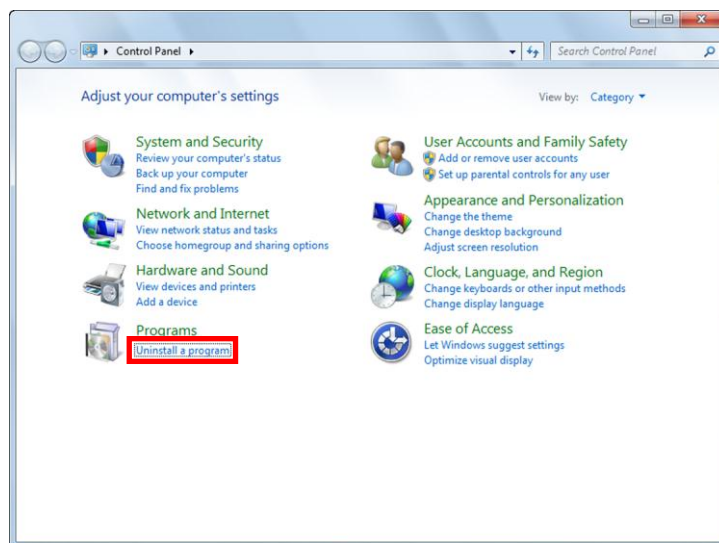 Control Panel
Search Control Panel
Adjust your computer's settings
View by: Category
System and Security
Review your computer's status
Back up your computer
Find and fix problems
Network and Internet
View network status and tasks
Choose homegroup and sharing options
Hardware and Sound
View devices and printers
Add a device
Programs
Uninstall a program
User Accounts and Family Safety
Add or remove user accounts
Set up parental controls for any user
Appearance and Personalization
Change the theme
Change desktop background
Adjust screen resolution
Clock, Language, and Region
Change keyboards or other input methods
Change display language
Ease of Access
Let Windows suggest settings
Optimize visual display